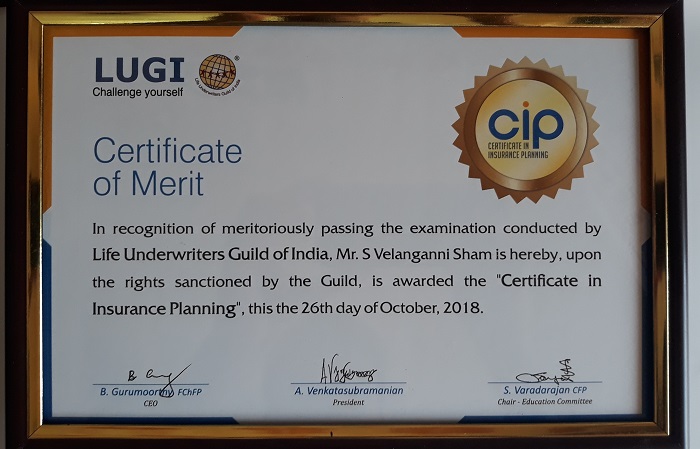 LUGI
Challenge yourself
Life Underwriters Guild of India
®
cip
CERTIFICATE IN
INSURANCE PLANNING
Certificate
of Merit
In recognition of meritoriously passing the examination conducted by
Life Underwriters Guild of India, Mr. S Velanganni Sham is hereby, upon
the rights sanctioned by the Guild, is awarded the "Certificate in
Insurance Planning", this the 26th day of October, 2018.
B. Gurumoorthy FChFP
CEO
A. Venkatasubramanian
President
S. Varadarajan CFP
Chair - Education Committee